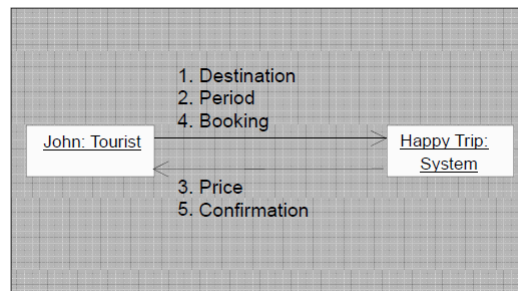 1. Destination
2. Period
4. Booking
John: Tourist
Happy Trip:
System
3. Price
5. Confirmation